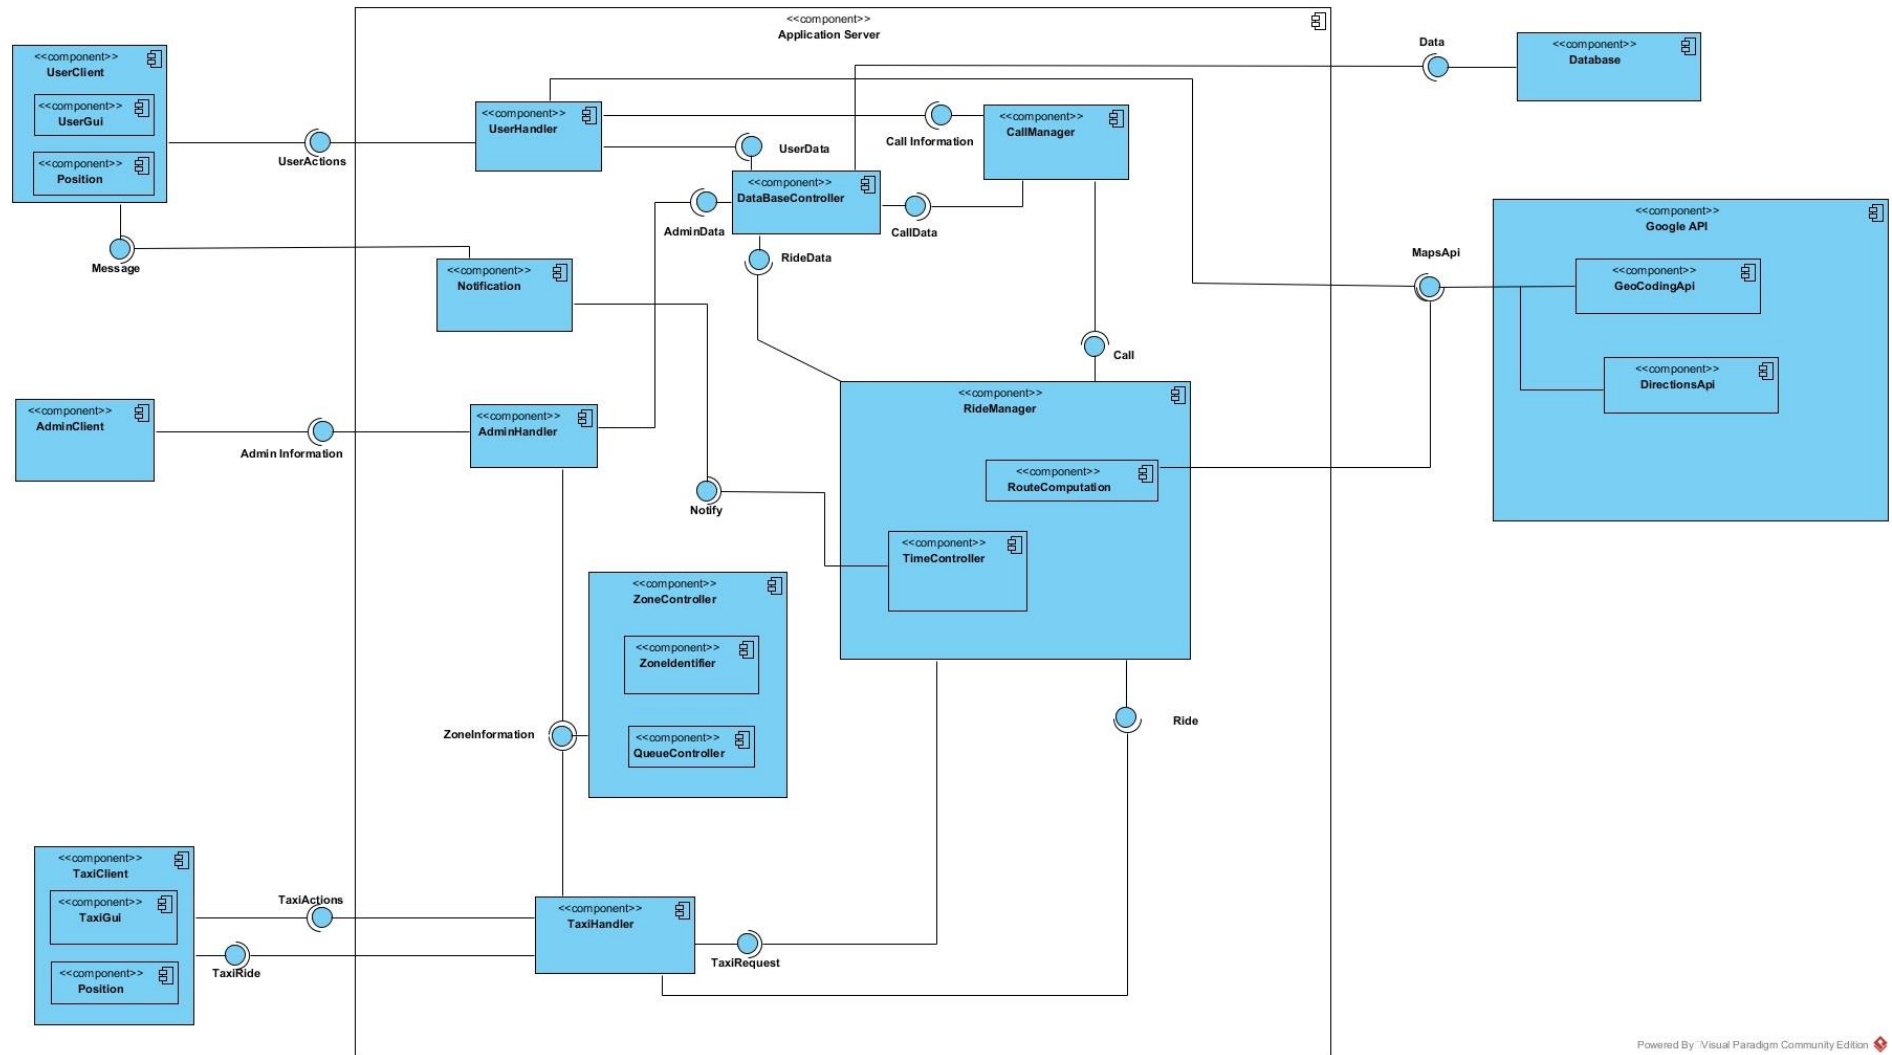 <<component>>
Application Server
<<component>>
UserClient
<<component>>
UserGui
<<component>>
Position
UserActions
<<component>>
UserHandler
Call Information
<<component>>
CallManager
Data
<<component>>
Database
UserData
<<component>>
DataBaseController
AdminData
CallData
RideData
Message
<<component>>
Notification
MapsApi
<<component>>
Google API
<<component>>
GeoCodingApi
<<component>>
DirectionsApi
Call
<<component>>
AdminClient
Admin Information
<<component>>
AdminHandler
Notify
<<component>>
RideManager
<<component>>
RouteComputation
<<component>>
TimeController
<<component>>
ZoneController
<<component>>
ZoneIdentifier
<<component>>
QueueController
ZoneInformation
Ride
<<component>>
TaxiClient
<<component>>
TaxiGui
<<component>>
Position
TaxiActions
TaxiRide
<<component>>
TaxiHandler
TaxiRequest
Powered By Visual Paradigm Community Edition